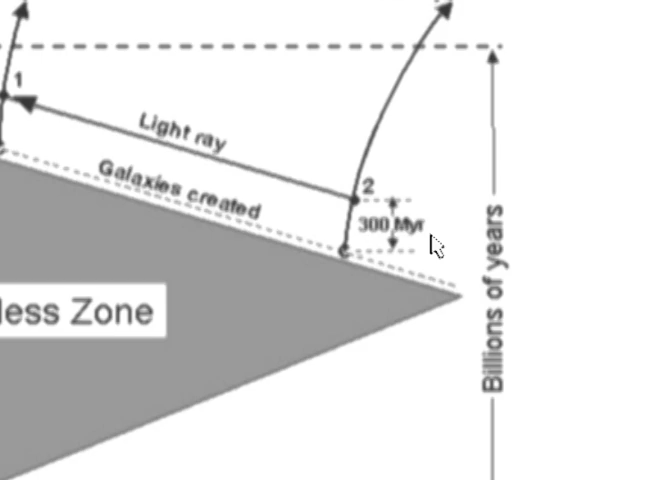 1
Light ray
Galaxies created
2
300 Myr
less Zone
Billions of years